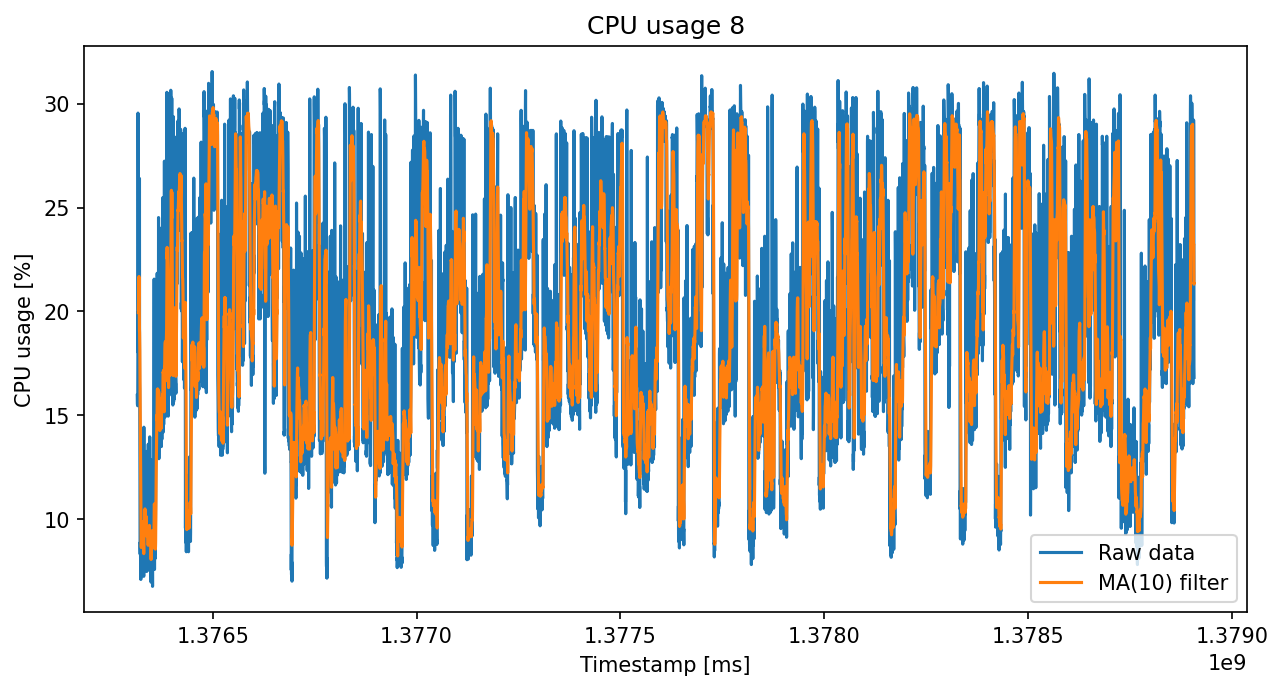 CPU usage 8
30
25
20
15
10
CPU usage [%]
Raw data
MA(10) filter
1.3765 1.3770 1.3775 1.3780 1.3785 1.3790
1e9
Timestamp [ms]